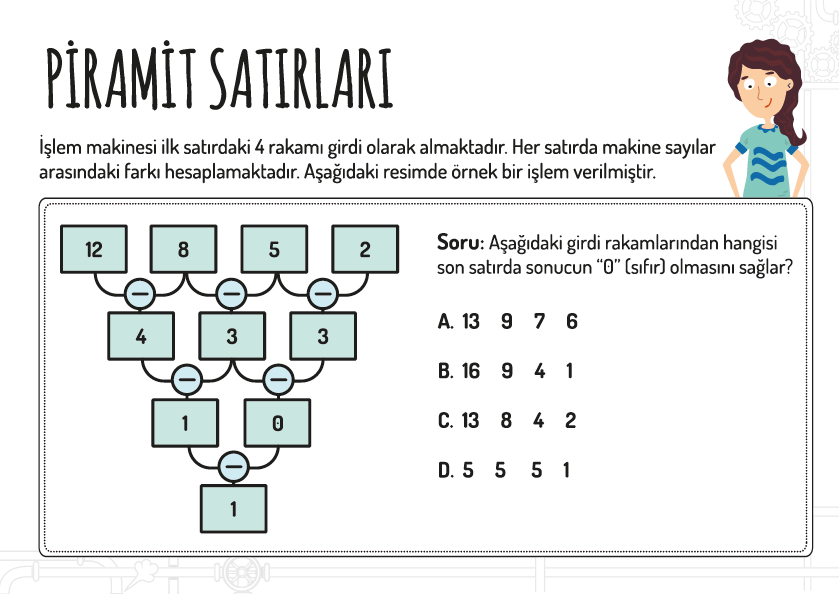 PİRAMİT SATIRLARI
İşlem makinesi ilk satırdaki 4 rakamı girdi olarak almaktadır. Her satırda makine sayılar
arasındaki farkı hesaplamaktadır. Aşağıdaki resimde örnek bir işlem verilmiştir.
12 8 5 2
− − −
4 3 3
− −
1 0
−
1
Soru: Aşağıdaki girdi rakamlarından hangisi
son satırda sonucun “0” (sıfır) olmasını sağlar?
A. 13 9 7 6
B. 16 9 4 1
C. 13 8 4 2
D. 5 5 5 1